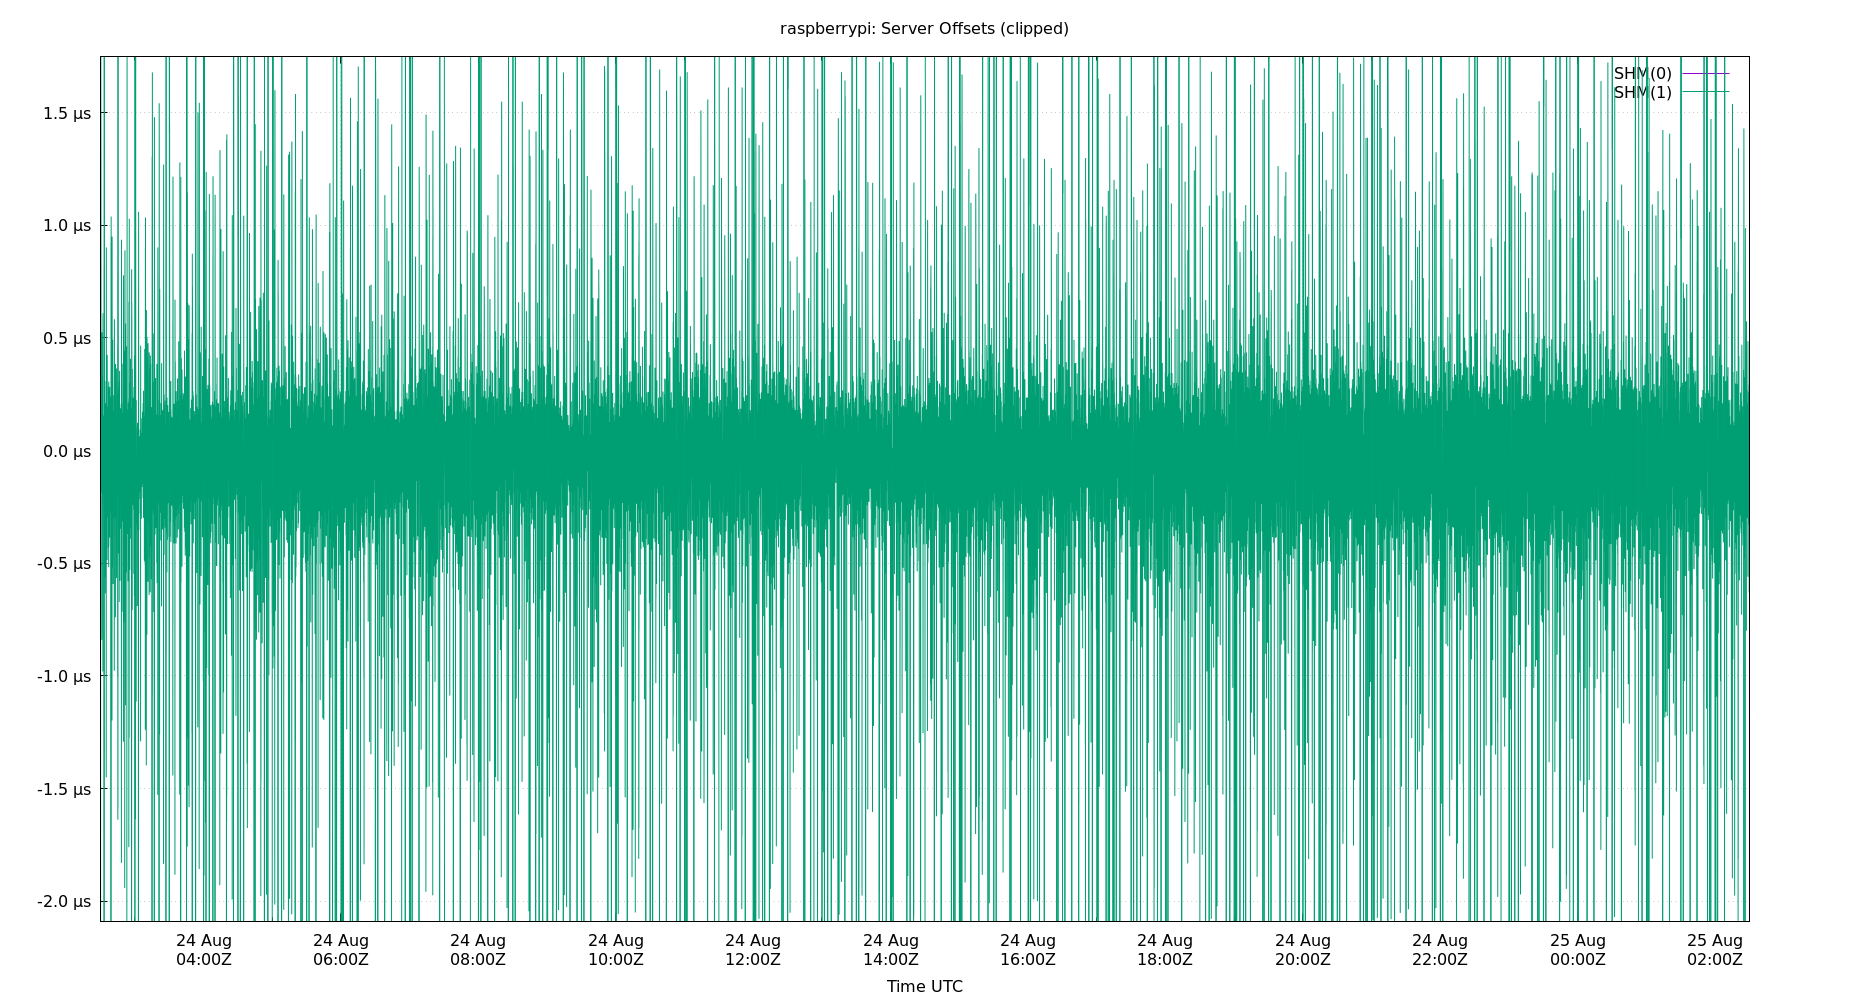 raspberrypi: Server Offsets (clipped)
SHM(0)
SHM(1)
1.5 µs
1.0 µs
0.5 µs
0.0 µs
-0.5 µs
-1.0 µs
-1.5 µs
-2.0 µs
24 Aug 24 Aug 24 Aug 24 Aug 24 Aug 24 Aug 24 Aug 24 Aug 24 Aug 24 Aug 25 Aug 25 Aug
04:00Z 06:00Z 08:00Z 10:00Z 12:00Z 14:00Z 16:00Z 18:00Z 20:00Z 22:00Z 00:00Z 02:00Z
Time UTC